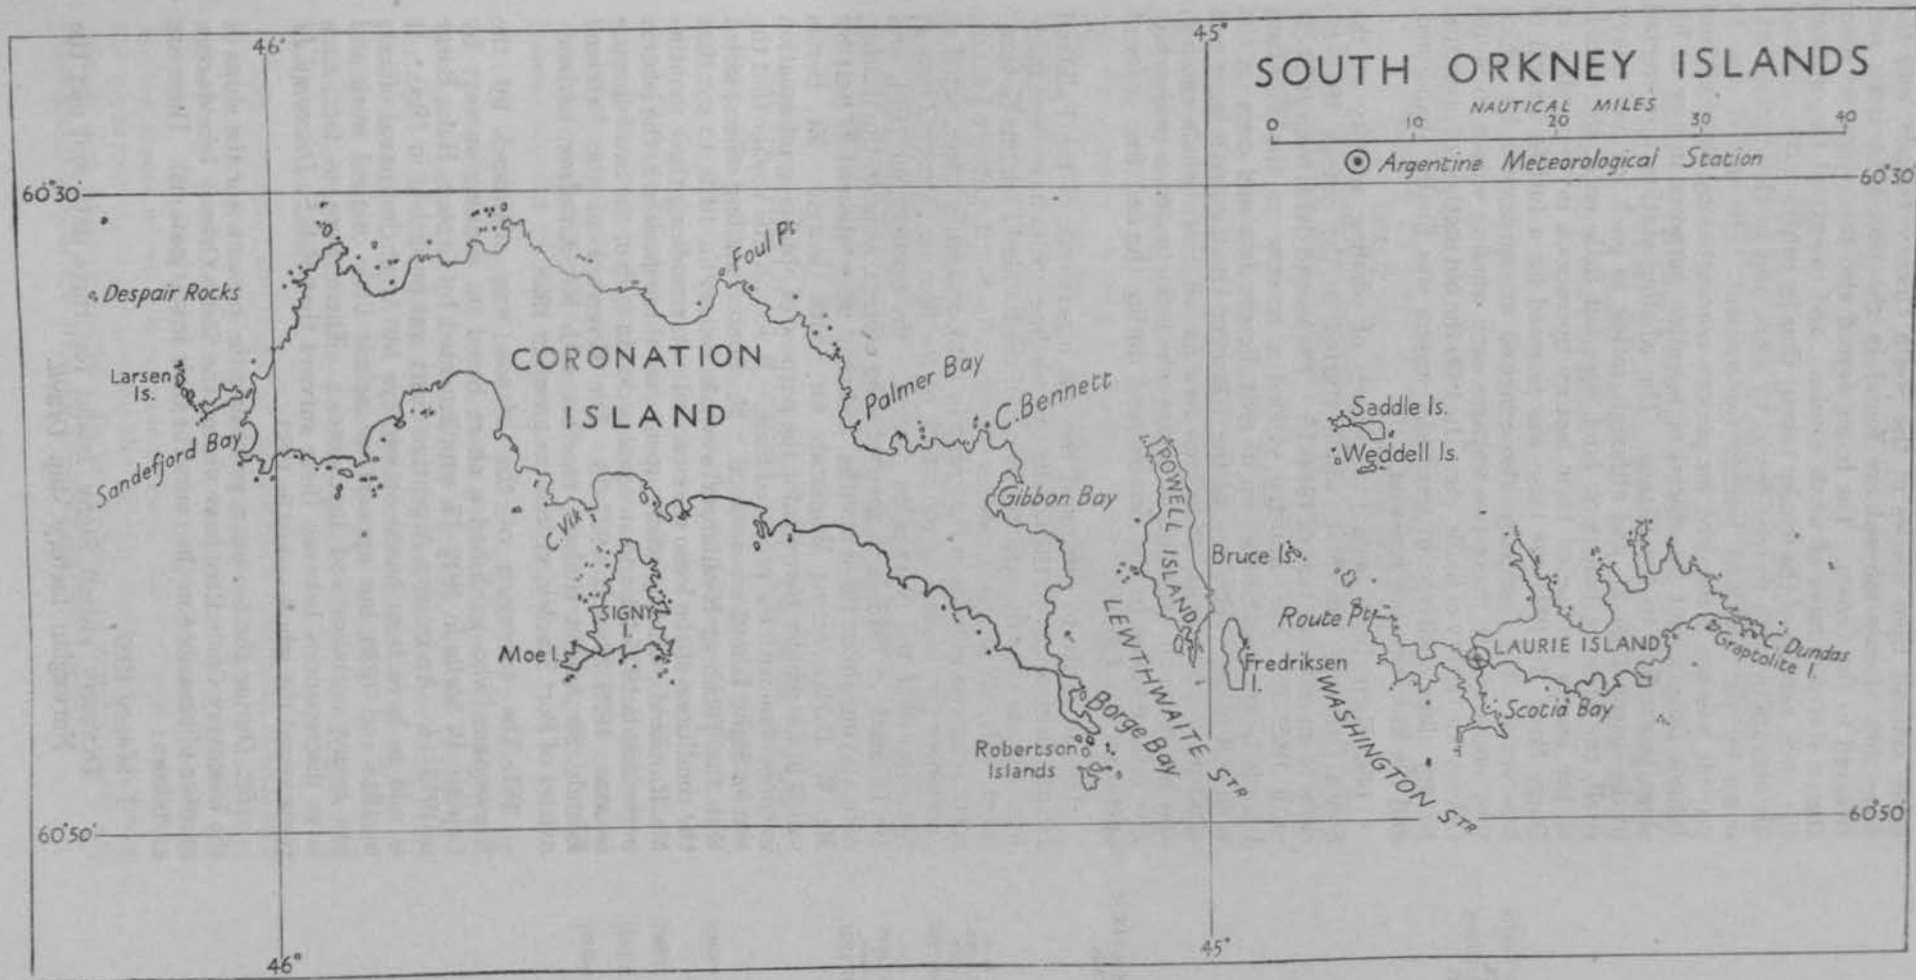 46°
45°
SOUTH ORKNEY ISLANDS
NAUTICAL MILES
0 10 20 30 40
Argentine Meteorological Station
60°30'
60°30'
Foul Pt
Despair Rocks
CORONATION
ISLAND
Larsen
Is.
Palmer Bay
C. Bennett
Saddle Is.
Weddell Is.
Sandefjord Bay
Gibbon Bay
POWELL ISLAND
C. Vik
Bruce Is.
SIGNY
I.
Moe I.
LEWTHWAITE STR
Route Pt
LAURIE ISLAND
C. Dundas
Graptolite I.
Fredriksen
I.
WASHINGTON STR
Scotia Bay
Borge Bay
Robertson
Islands
60°50'
60°50'
46°
45°